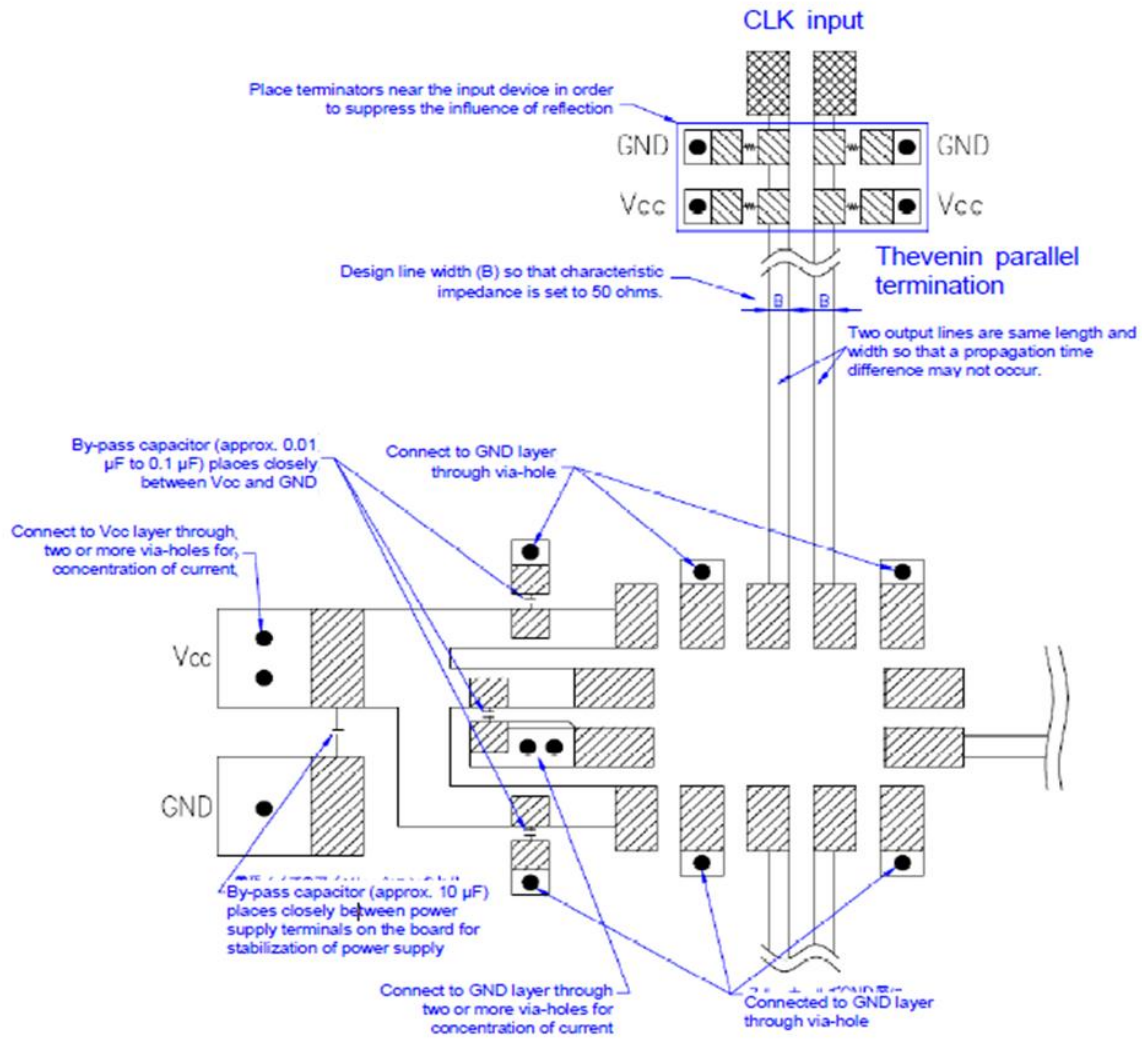 CLK input
Place terminators near the input device in order
to suppress the influence of reflection
GND
GND
Vcc
Vcc
Thevenin parallel
termination
Design line width (B) so that characteristic
impedance is set to 50 ohms.
B
B
Two output lines are same length and
width so that a propagation time
difference may not occur.
By-pass capacitor (approx. 0.01
µF to 0.1 µF) places closely
between Vcc and GND
Connect to GND layer
through via-hole
Connect to Vcc layer through
two or more via-holes for
concentration of current
Vcc
GND
By-pass capacitor (approx. 10 µF)
places closely between power
supply terminals on the board for
stabilization of power supply
Connect to GND layer through
two or more via-holes for
concentration of current
Connected to GND layer
through via-hole